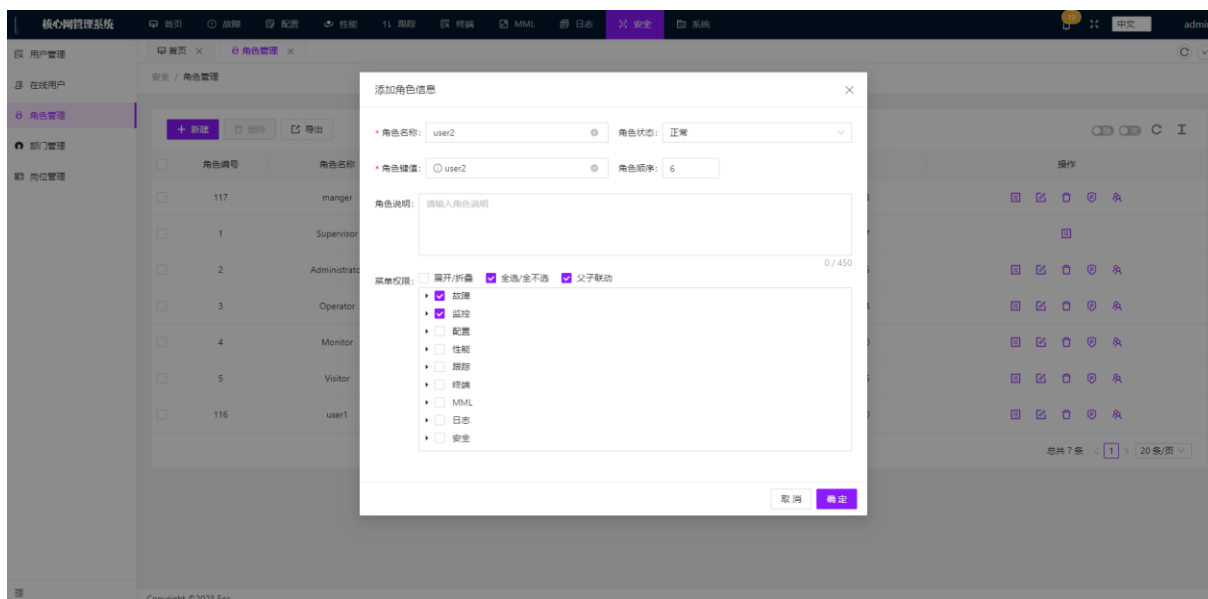 核心网管理系统 首页 故障 配置 性能 跟踪 终端 MML 日志 安全 系统 15 中文 admi
用户管理 首页 角色管理
在线用户 安全 / 角色管理
角色管理 + 新建 删除 导出
部门管理
岗位管理
角色编号 角色名称 操作
117 manger
1 Supervisor
2 Administrato
3 Operator
4 Monitor
5 Visitor
116 user1
总共 7 条 < 1 > 20 条/页
添加角色信息
* 角色名称: user2 角色状态: 正常
* 角色键值: user2 角色顺序: 6
角色说明: 请输入角色说明
0 / 450
菜单权限: 展开/折叠 全选/全不选 父子联动
故障
监控
配置
性能
跟踪
终端
MML
日志
安全
取消 确定